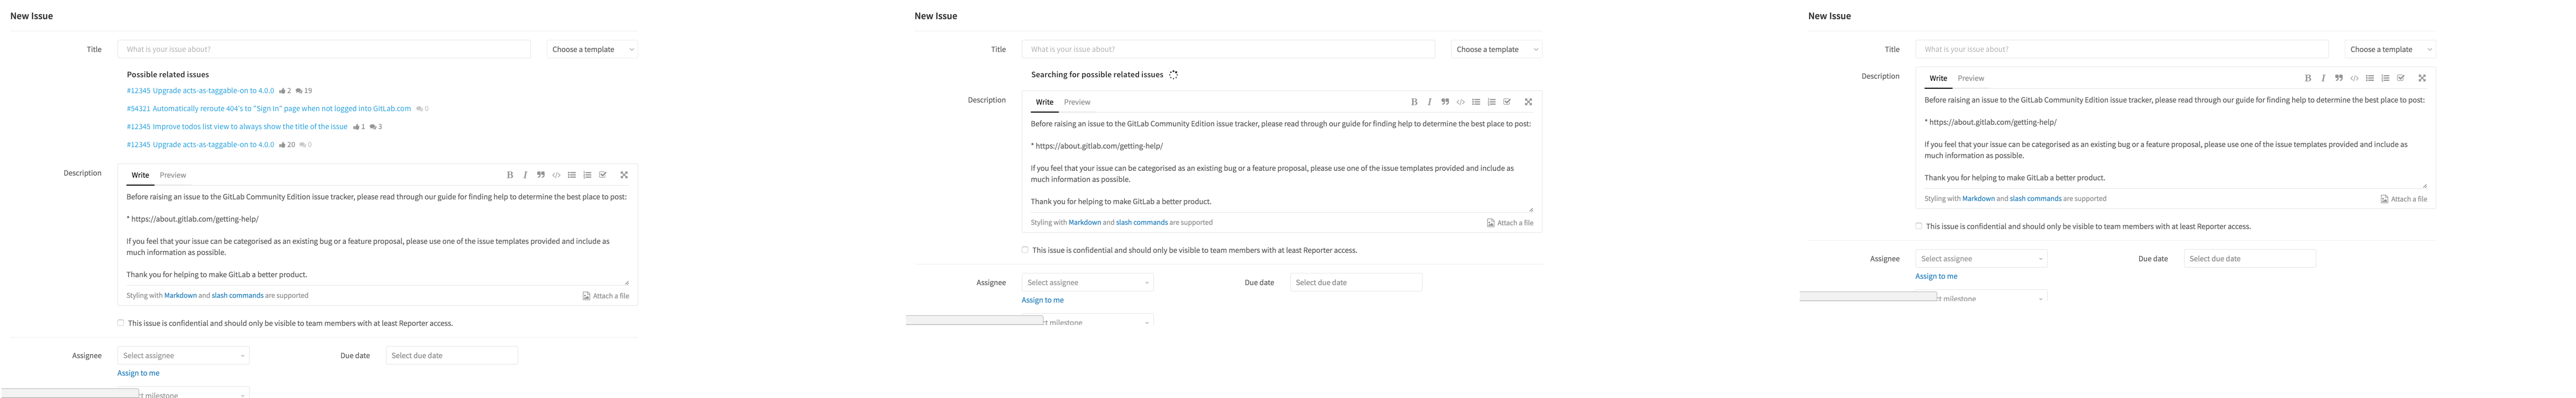 New Issue
Title
What is your issue about?
Choose a template
Possible related issues
#12345 Upgrade acts-as-taggable-on to 4.0.0 2 19
#54321 Automatically reroute 404's to "Sign In" page when not logged into GitLab.com 0
#12345 Improve todos list view to always show the title of the issue 1 3
#12345 Upgrade acts-as-taggable-on to 4.0.0 20 0
Description
Write Preview
Before raising an issue to the GitLab Community Edition issue tracker, please read through our guide for finding help to determine the best place to post:
* https://about.gitlab.com/getting-help/
If you feel that your issue can be categorised as an existing bug or a feature proposal, please use one of the issue templates provided and include as
much information as possible.
Thank you for helping to make GitLab a better product.
Styling with Markdown and slash commands are supported
Attach a file
This issue is confidential and should only be visible to team members with at least Reporter access.
Assignee
Select assignee
Due date
Select due date
Assign to me
milestone
New Issue
Title
What is your issue about?
Choose a template
Searching for possible related issues
Description
Write Preview
Before raising an issue to the GitLab Community Edition issue tracker, please read through our guide for finding help to determine the best place to post:
* https://about.gitlab.com/getting-help/
If you feel that your issue can be categorised as an existing bug or a feature proposal, please use one of the issue templates provided and include as
much information as possible.
Thank you for helping to make GitLab a better product.
Styling with Markdown and slash commands are supported
Attach a file
This issue is confidential and should only be visible to team members with at least Reporter access.
Assignee
Select assignee
Due date
Select due date
Assign to me
milestone
New Issue
Title
What is your issue about?
Choose a template
Description
Write Preview
Before raising an issue to the GitLab Community Edition issue tracker, please read through our guide for finding help to determine the best place to post:
* https://about.gitlab.com/getting-help/
If you feel that your issue can be categorised as an existing bug or a feature proposal, please use one of the issue templates provided and include as
much information as possible.
Thank you for helping to make GitLab a better product.
Styling with Markdown and slash commands are supported
Attach a file
This issue is confidential and should only be visible to team members with at least Reporter access.
Assignee
Select assignee
Due date
Select due date
Assign to me
milestone